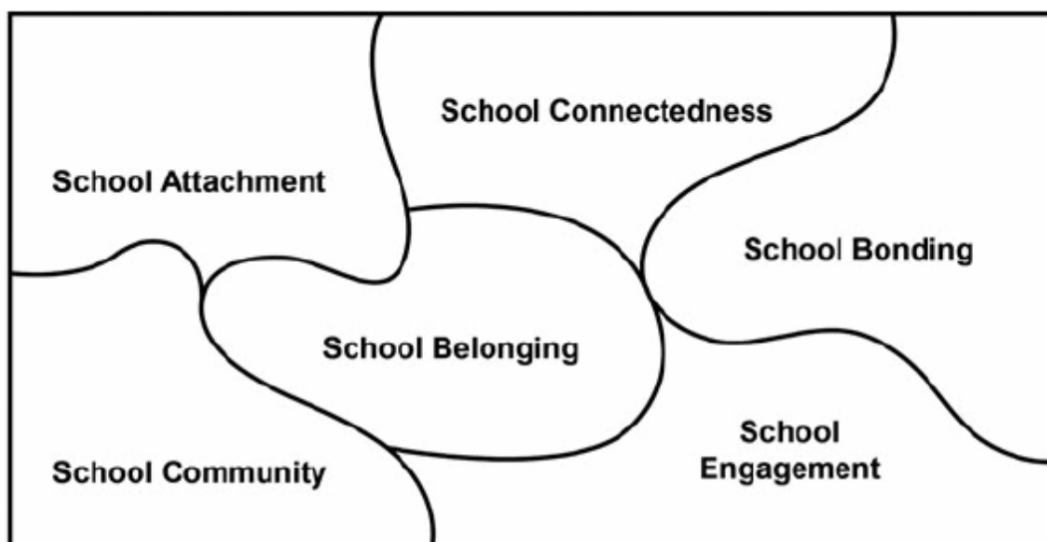 School Connectedness
School Attachment
School Bonding
School Belonging
School Community
School
Engagement